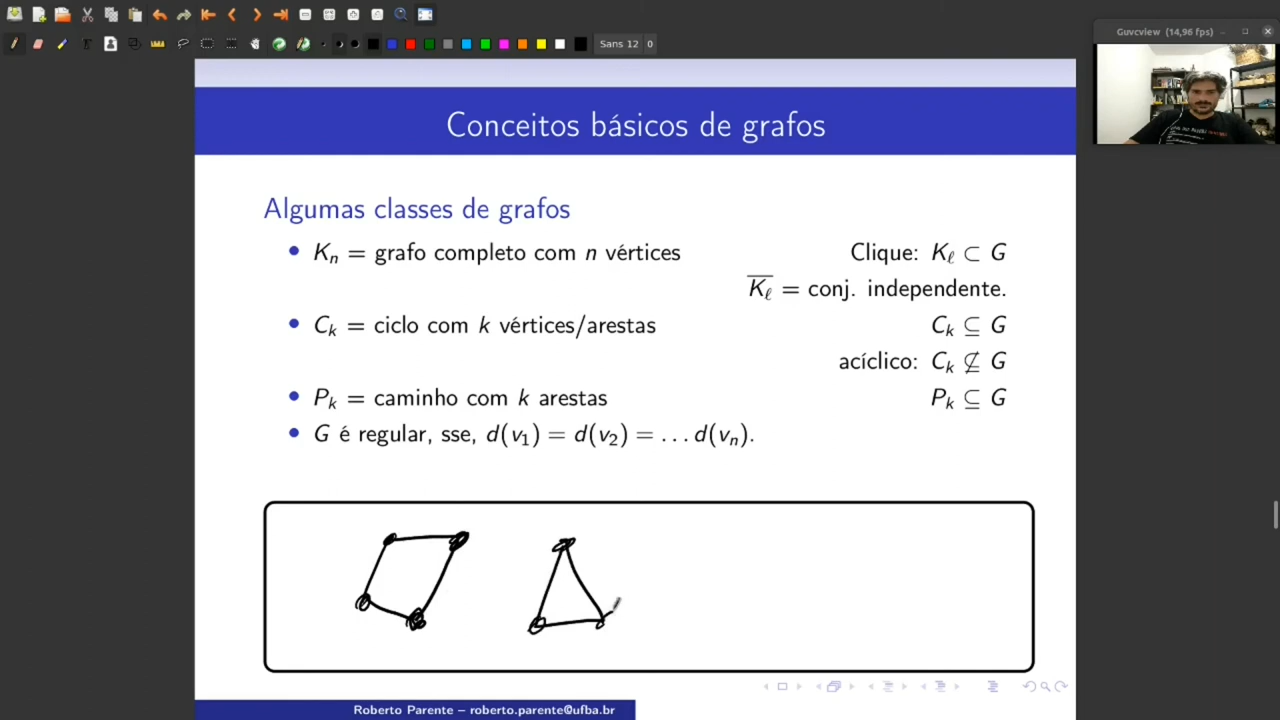 Sans 12 0
Guvcview (14,96 fps)
Conceitos básicos de grafos
Algumas classes de grafos
Kₙ = grafo completo com n vértices Clique: K_ℓ ⊂ G
K̅_ℓ̅ = conj. independente.
Cₖ = ciclo com k vértices/arestas Cₖ ⊆ G
acíclico: Cₖ ⊈ G
Pₖ = caminho com k arestas Pₖ ⊆ G
G é regular, sse, d(v₁) = d(v₂) = ... d(vₙ).
Roberto Parente – roberto.parente@ufba.br